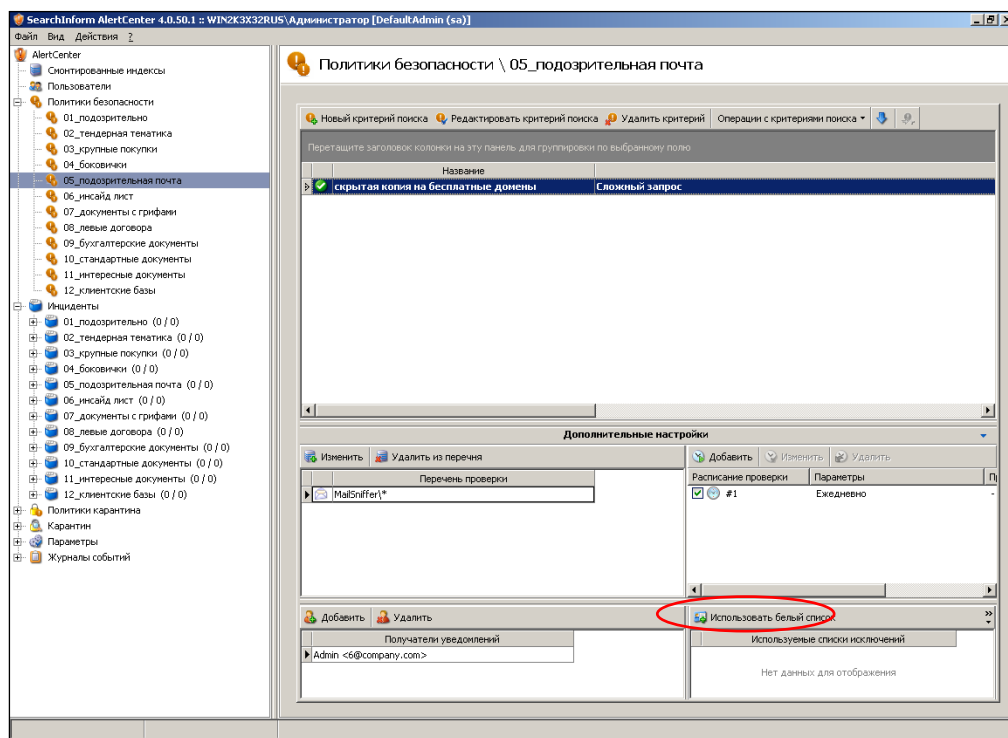 SearchInform AlertCenter 4.0.50.1 :: WIN2K3X32RUS\Администратор [DefaultAdmin (sa)]
Файл Вид Действия ?
AlertCenter
Смонтированные индексы
Пользователи
Политики безопасности
01_подозрительно
02_тендерная тематика
03_крупные покупки
04_боковички
05_подозрительная почта
06_инсайд лист
07_документы с грифами
08_левые договора
09_бухгалтерские документы
10_стандартные документы
11_интересные документы
12_клиентские базы
Инциденты
01_подозрительно (0 / 0)
02_тендерная тематика (0 / 0)
03_крупные покупки (0 / 0)
04_боковички (0 / 0)
05_подозрительная почта (0 / 0)
06_инсайд лист (0 / 0)
07_документы с грифами (0 / 0)
08_левые договора (0 / 0)
09_бухгалтерские документы (0 / 0)
10_стандартные документы (0 / 0)
11_интересные документы (0 / 0)
12_клиентские базы (0 / 0)
Политики карантина
Карантин
Параметры
Журналы событий
Политики безопасности \ 05_подозрительная почта
Новый критерий поиска Редактировать критерий поиска Удалить критерий Операции с критериями поиска
Перетащите заголовок колонки на эту панель для группировки по выбранному полю
Название
скрытая копия на бесплатные домены Сложный запрос
Дополнительные настройки
Изменить Удалить из перечня
Перечень проверки
MailSniffer\*
Добавить Изменить Удалить
Расписание проверки Параметры
#1 Ежедневно -
Добавить Удалить
Получатели уведомлений
Admin <6@company.com>
Использовать белый список
Используемые списки исключений
Нет данных для отображения